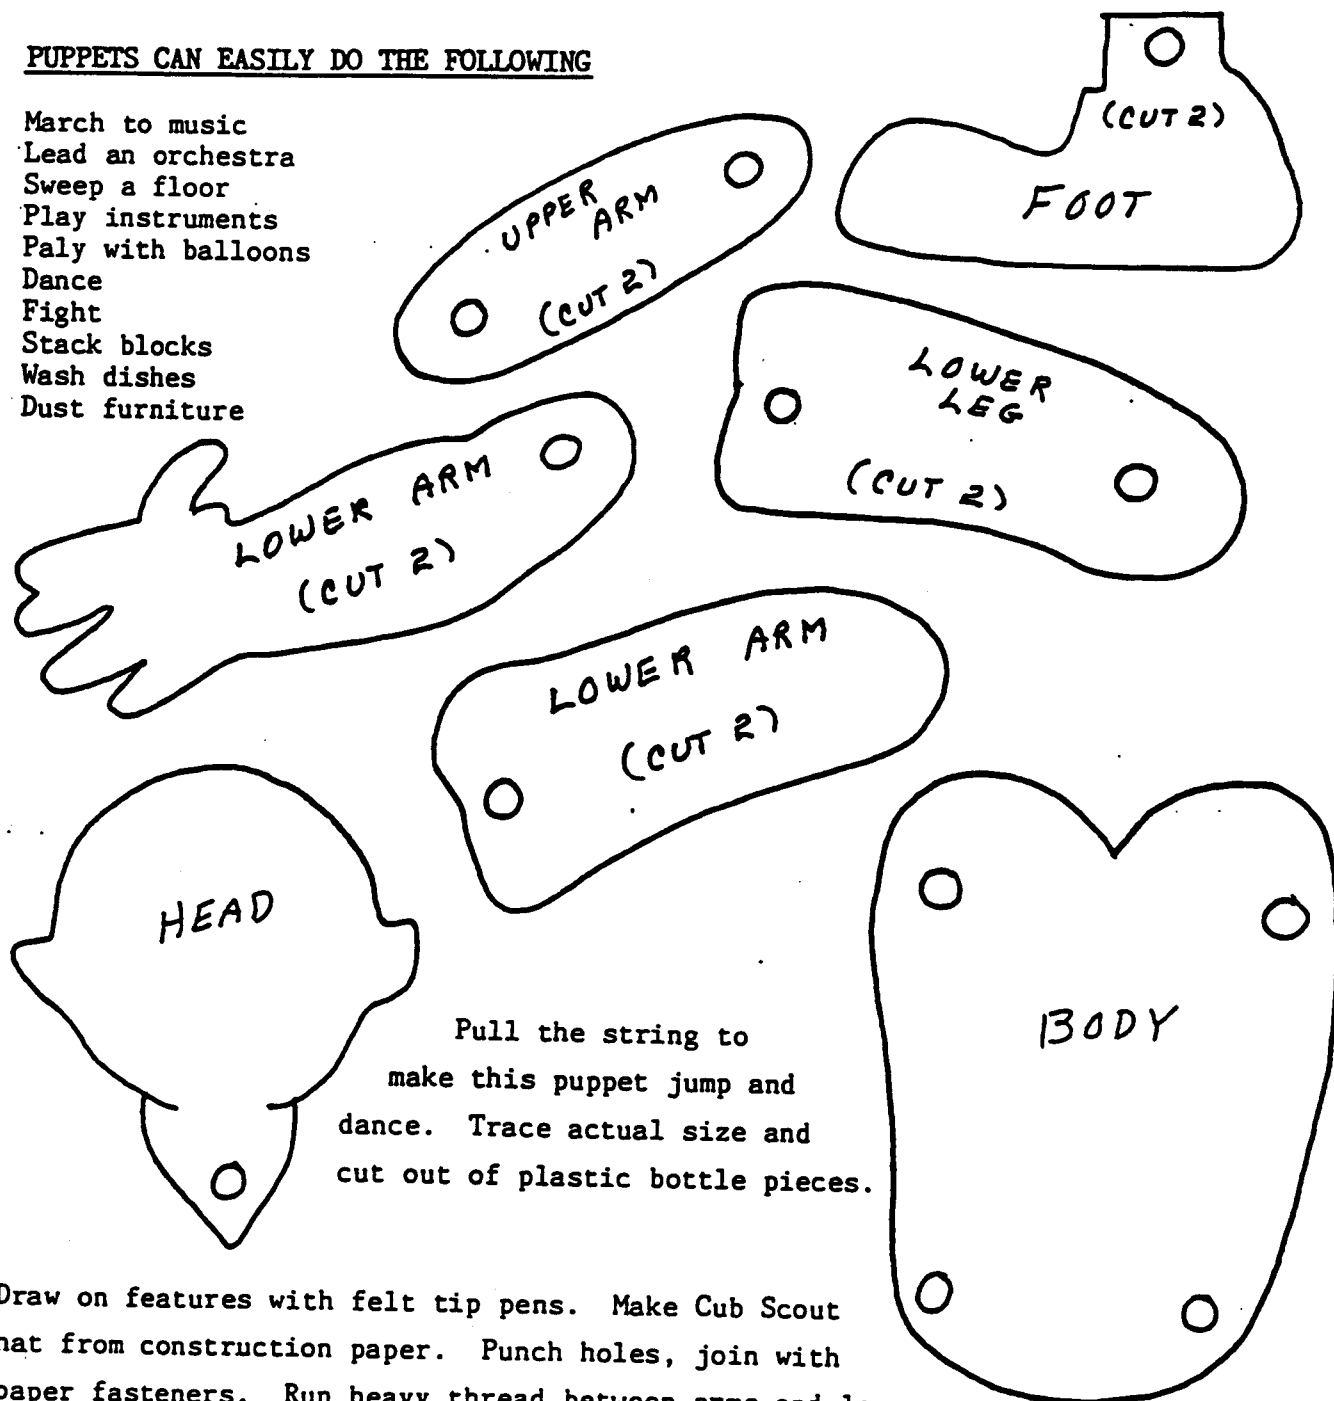 PUPPETS CAN EASILY DO THE FOLLOWING
March to music
Lead an orchestra
Sweep a floor
Play instruments
Paly with balloons
Dance
Fight
Stack blocks
Wash dishes
Dust furniture
(CUT 2)
FOOT
UPPER
ARM
(CUT 2)
LOWER
LEG
(CUT 2)
LOWER ARM
(CUT 2)
LOWER ARM
(CUT 2)
HEAD
BODY
Pull the string to
make this puppet jump and
dance. Trace actual size and
cut out of plastic bottle pieces.
Draw on features with felt tip pens. Make Cub Scout
hat from construction paper. Punch holes, join with
paper fasteners. Run heavy thread between arms and